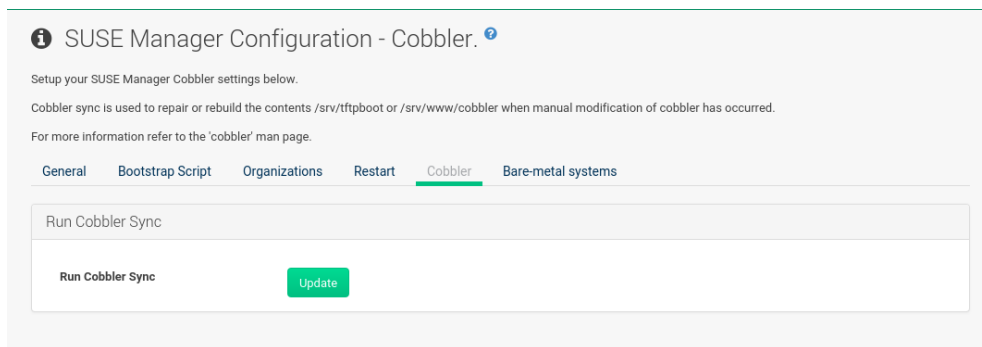 SUSE Manager Configuration - Cobbler.
Setup your SUSE Manager Cobbler settings below.
Cobbler sync is used to repair or rebuild the contents /srv/tftpboot or /srv/www/cobbler when manual modification of cobbler has occurred.
For more information refer to the 'cobbler' man page.
General Bootstrap Script Organizations Restart Cobbler Bare-metal systems
Run Cobbler Sync
Run Cobbler Sync Update